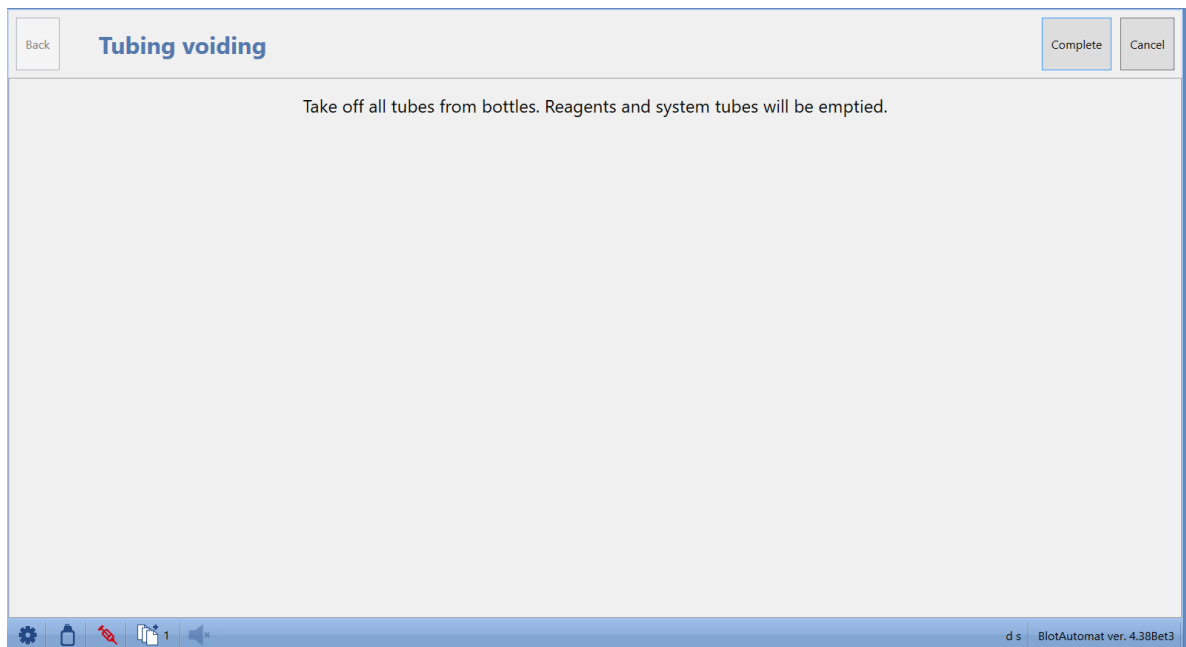 Back
Tubing voiding
Complete
Cancel
Take off all tubes from bottles. Reagents and system tubes will be emptied.
1
d s
BlotAutomat ver. 4.38Bet3